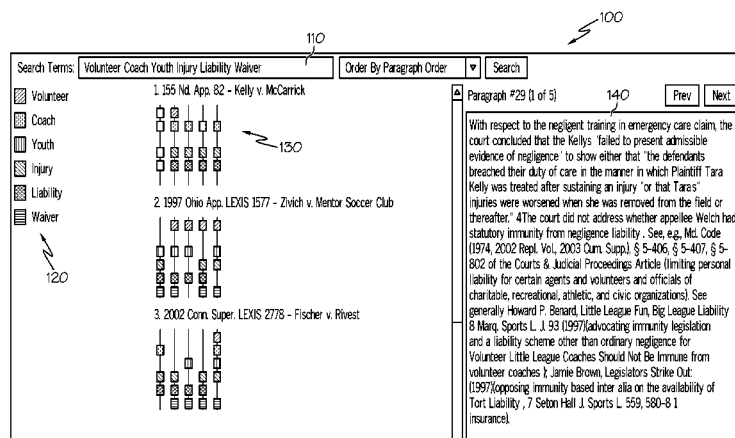 100
110
Search Terms: Volunteer Coach Youth Injury Liability Waiver Order By Paragraph Order Search
Volunteer
Coach
Youth
Injury
Liability
Waiver
120
1. 155 Nd. App. 82 - Kelly v. McCarrick
130
2. 1997 Ohio App. LEXIS 1577 - Zivich v. Mentor Soccer Club
3. 2002 Conn. Super. LEXIS 2778 - Fischer v. Rivest
Paragraph #29 (1 of 5) 140 Prev Next
With respect to the negligent training in emergency care claim, the
court concluded that the Kellys 'failed to present admissible
evidence of negligence' to show either that "the defendants
breached their duty of care in the manner in which Plaintiff Tara
Kelly was treated after sustaining an injury "or that Taras"
injuries were worsened when she was removed from the field or
thereafter." 4The court did not address whether appellee Welch had
statutory immunity from negligence liability . See, e.g., Md. Code
(1974, 2002 Repl. Vol., 2003 Cum. Supp.), § 5-406, § 5-407, § 5-
802 of the Courts & Judicial Proceedings Article (limiting personal
liability for certain agents and volunteers and officials of
charitable, recreational, athletic, and civic organizations). See
generally Howard P. Benard, Little League Fun, Big League Liability
8 Marq. Sports L. J. 93 (1997)(advocating immunity legislation
and a liability scheme other than ordinary negligence for
Volunteer Little League Coaches Should Not Be Immune from
volunteer coaches ); Jamie Brown, Legislators Strike Out:
(1997)(opposing immunity based inter alia on the availability of
Tort Liability , 7 Seton Hall J. Sports L. 559, 580-8 1
insurance).